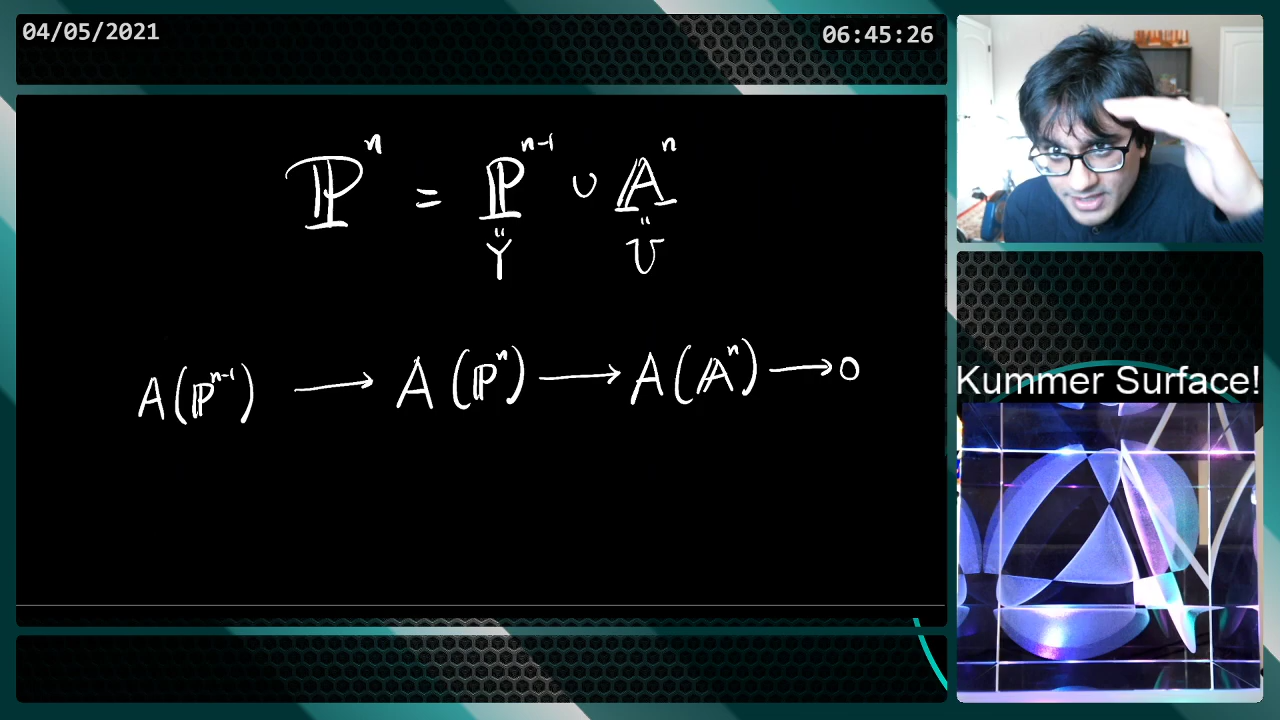 04/05/2021 06:45:26
ℙⁿ = ℙⁿ⁻¹ ∪ 𝔸ⁿ
" "
Y U
A(ℙⁿ⁻¹) ⟶ A(ℙⁿ) ⟶ A(𝔸ⁿ) ⟶ 0
Kummer Surface!